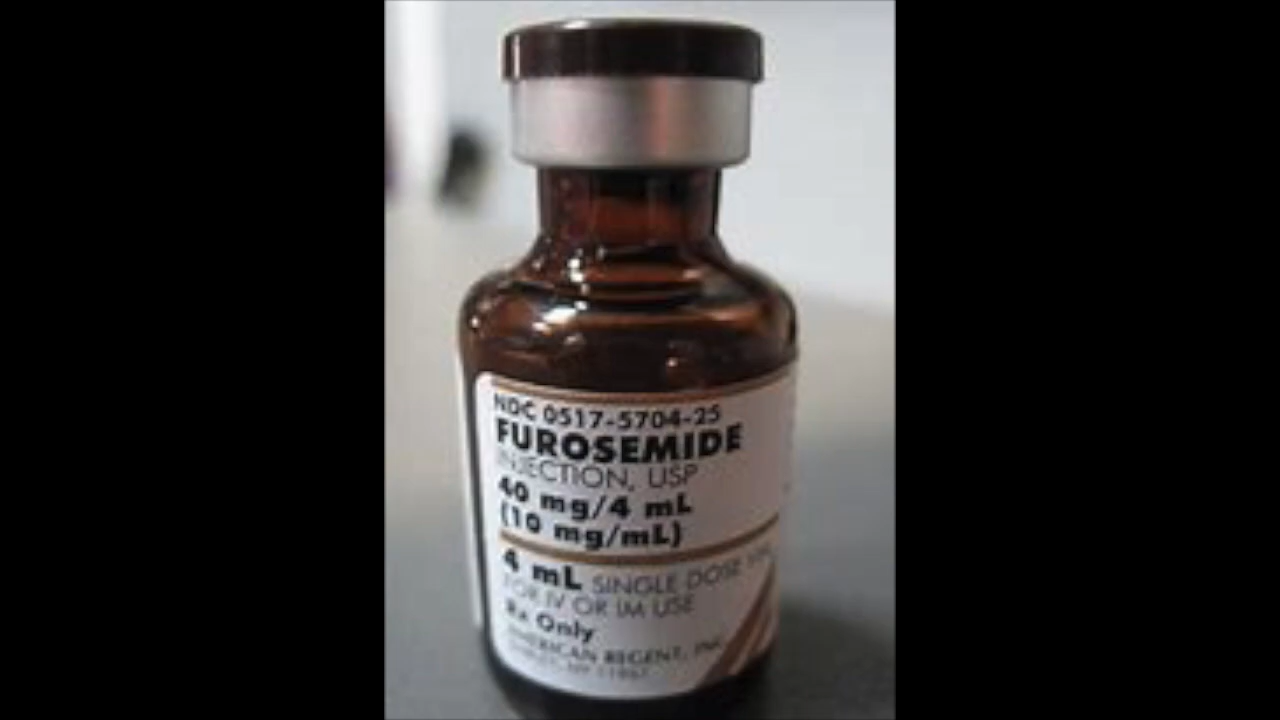 NDC 0517-5704-25
FUROSEMIDE
INJECTION, USP
40 mg/4 mL
(10 mg/mL)
4 mL SINGLE DOSE
FOR IV OR IM USE
Rx Only
AMERICAN REGENT, INC.